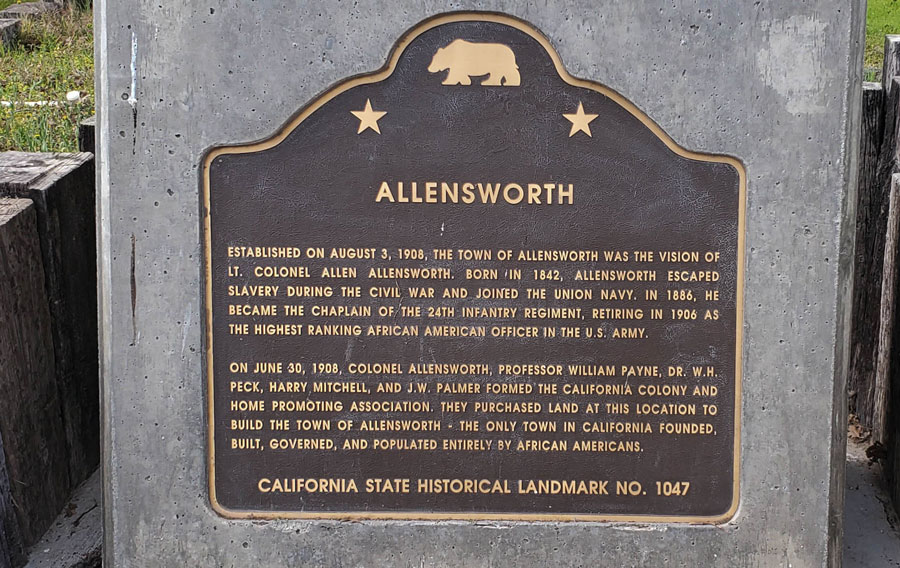 ALLENSWORTH
ESTABLISHED ON AUGUST 3, 1908, THE TOWN OF ALLENSWORTH WAS THE VISION OF
LT. COLONEL ALLEN ALLENSWORTH. BORN IN 1842, ALLENSWORTH ESCAPED
SLAVERY DURING THE CIVIL WAR AND JOINED THE UNION NAVY. IN 1886, HE
BECAME THE CHAPLAIN OF THE 24TH INFANTRY REGIMENT, RETIRING IN 1906 AS
THE HIGHEST RANKING AFRICAN AMERICAN OFFICER IN THE U.S. ARMY.
ON JUNE 30, 1908, COLONEL ALLENSWORTH, PROFESSOR WILLIAM PAYNE, DR. W.H.
PECK, HARRY MITCHELL, AND J.W. PALMER FORMED THE CALIFORNIA COLONY AND
HOME PROMOTING ASSOCIATION. THEY PURCHASED LAND AT THIS LOCATION TO
BUILD THE TOWN OF ALLENSWORTH - THE ONLY TOWN IN CALIFORNIA FOUNDED,
BUILT, GOVERNED, AND POPULATED ENTIRELY BY AFRICAN AMERICANS.
CALIFORNIA STATE HISTORICAL LANDMARK NO. 1047